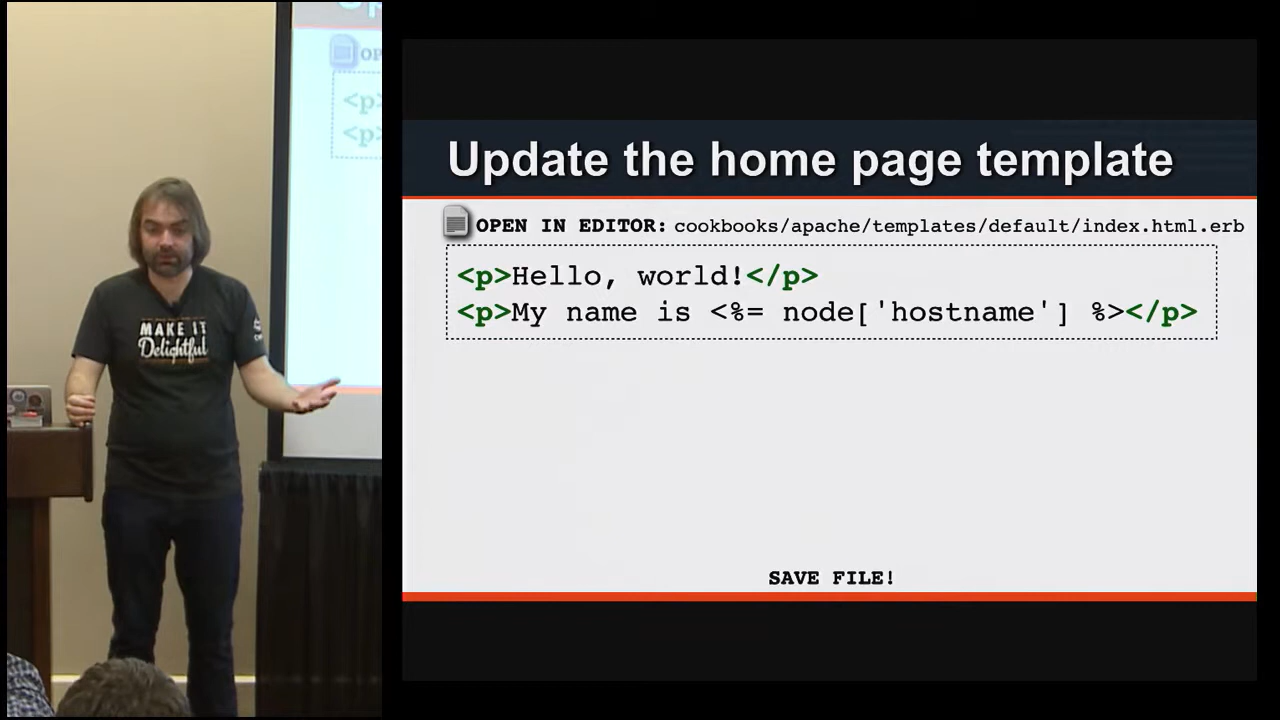 MAKE IT
Delightful
<p>
<p>
Update the home page template
OPEN IN EDITOR: cookbooks/apache/templates/default/index.html.erb
<p>Hello, world!</p>
<p>My name is <%= node['hostname'] %></p>
SAVE FILE!